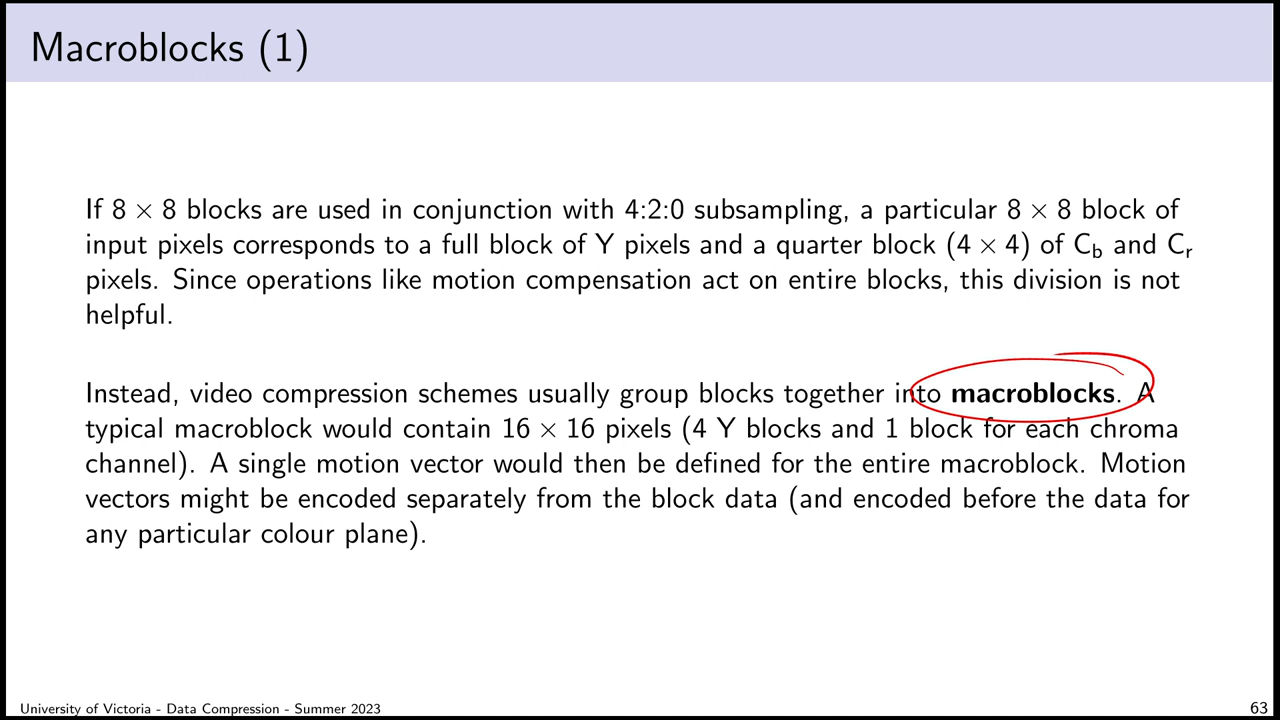 Macroblocks (1)
If 8 × 8 blocks are used in conjunction with 4:2:0 subsampling, a particular 8 × 8 block of
input pixels corresponds to a full block of Y pixels and a quarter block (4 × 4) of C_b and C_r
pixels. Since operations like motion compensation act on entire blocks, this division is not
helpful.
Instead, video compression schemes usually group blocks together into macroblocks. A
typical macroblock would contain 16 × 16 pixels (4 Y blocks and 1 block for each chroma
channel). A single motion vector would then be defined for the entire macroblock. Motion
vectors might be encoded separately from the block data (and encoded before the data for
any particular colour plane).
University of Victoria - Data Compression - Summer 2023
63